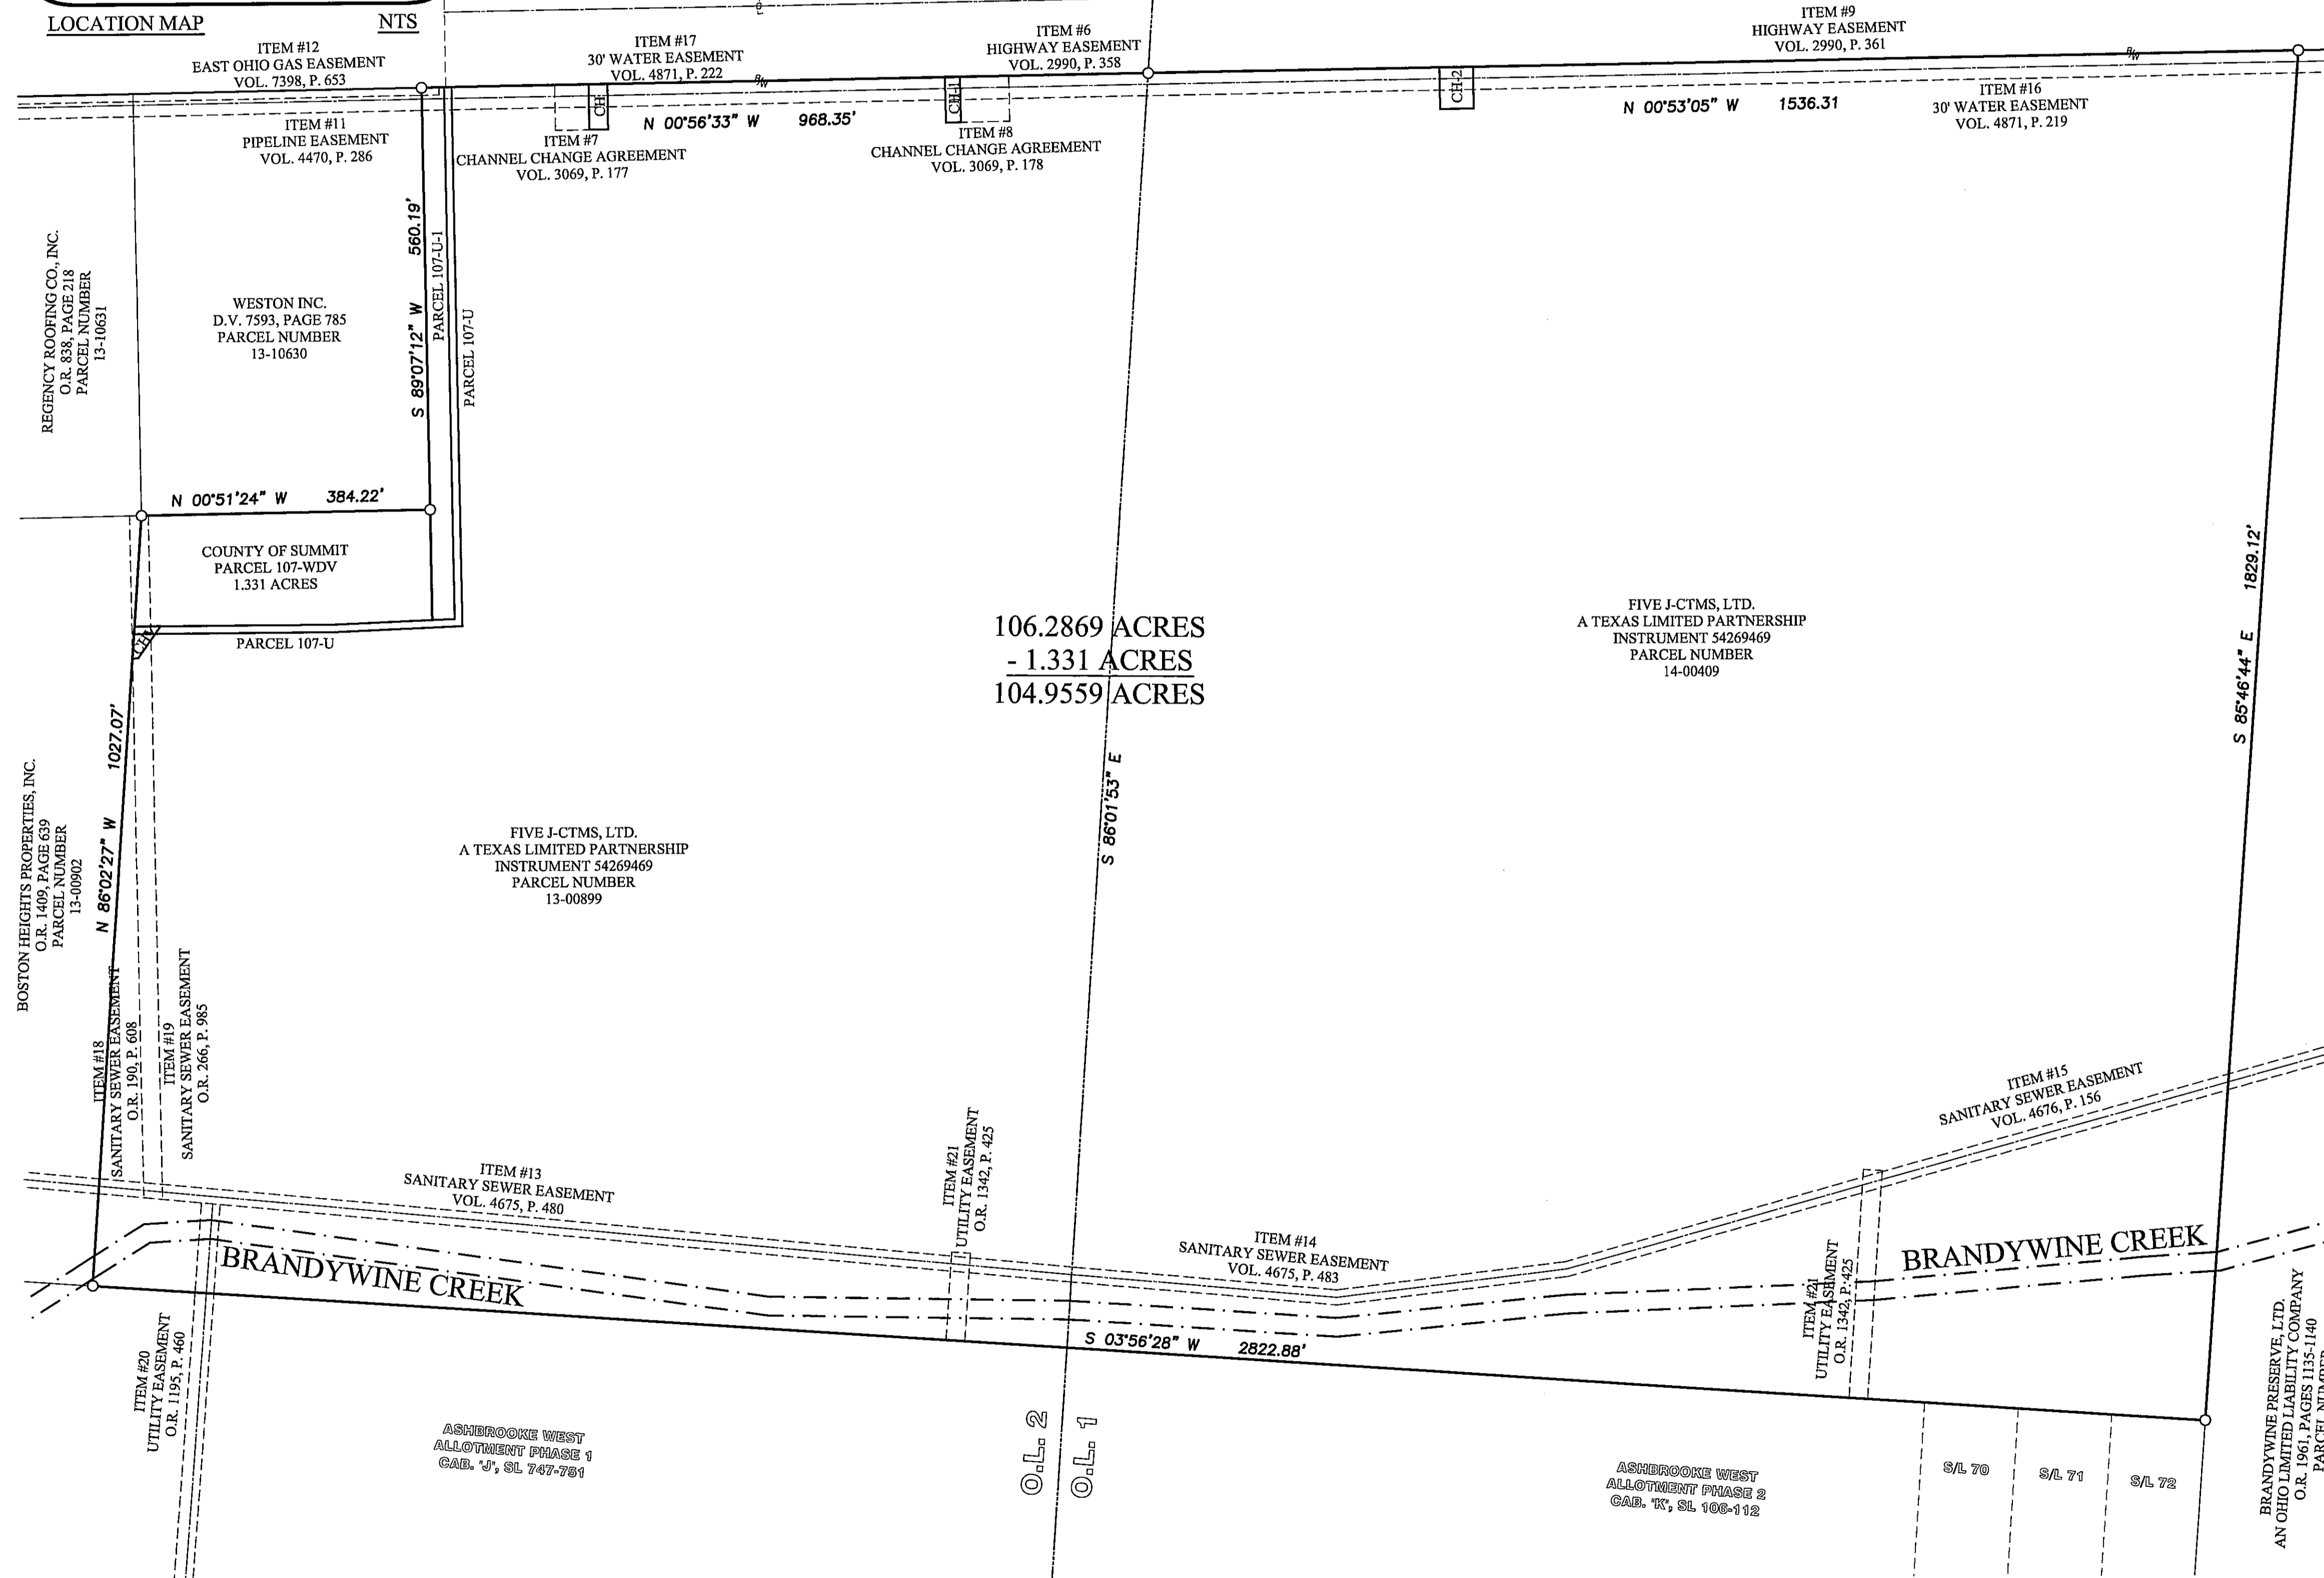 LOCATION MAP
NTS
ITEM #12
EAST OHIO GAS EASEMENT
VOL. 7398, P. 653
ITEM #17
30' WATER EASEMENT
VOL. 4871, P. 222
ITEM #6
HIGHWAY EASEMENT
VOL. 2990, P. 358
ITEM #9
HIGHWAY EASEMENT
VOL. 2990, P. 361
R/W
R/W
ITEM #11
PIPELINE EASEMENT
VOL. 4470, P. 286
CH
N 00°56'33" W 968.35'
CH-1
CH-2
N 00°53'05" W 1536.31
ITEM #16
30' WATER EASEMENT
VOL. 4871, P. 219
ITEM #7
CHANNEL CHANGE AGREEMENT
VOL. 3069, P. 177
ITEM #8
CHANNEL CHANGE AGREEMENT
VOL. 3069, P. 178
REGENCY ROOFING CO., INC.
O.R. 838, PAGE 218
PARCEL NUMBER
13-10631
WESTON INC.
D.V. 7593, PAGE 785
PARCEL NUMBER
13-10630
S 89°07'12" W 560.19'
PARCEL 107-U-1
PARCEL 107-U
N 00°51'24" W 384.22'
COUNTY OF SUMMIT
PARCEL 107-WDV
1.331 ACRES
PARCEL 107-U
106.2869 ACRES
- 1.331 ACRES
104.9559 ACRES
FIVE J-CTMS, LTD.
A TEXAS LIMITED PARTNERSHIP
INSTRUMENT 54269469
PARCEL NUMBER
14-00409
S 85°46'44" E 1829.12'
S 86°01'53" E
BOSTON HEIGHTS PROPERTIES, INC.
O.R. 1409, PAGE 639
PARCEL NUMBER
13-00902
N 86°02'27" W 1027.07'
FIVE J-CTMS, LTD.
A TEXAS LIMITED PARTNERSHIP
INSTRUMENT 54269469
PARCEL NUMBER
13-00899
ITEM #18
SANITARY SEWER EASEMENT
O.R. 190, P. 608
ITEM #19
SANITARY SEWER EASEMENT
O.R. 266, P. 985
ITEM #13
SANITARY SEWER EASEMENT
VOL. 4675, P. 480
ITEM #21
UTILITY EASEMENT
O.R. 1342, P. 425
ITEM #14
SANITARY SEWER EASEMENT
VOL. 4675, P. 483
ITEM #15
SANITARY SEWER EASEMENT
VOL. 4676, P. 156
BRANDYWINE CREEK
BRANDYWINE CREEK
S 03°56'28" W 2822.88'
ITEM #21
UTILITY EASEMENT
O.R. 1342, P. 425
ITEM #20
UTILITY EASEMENT
O.R. 1195, P. 460
ASHBROOKE WEST
ALLOTMENT PHASE 1
CAB. "J", SL 747-751
O.L. 2
O.L. 1
ASHBROOKE WEST
ALLOTMENT PHASE 2
CAB. "K", SL 106-112
S/L 70
S/L 71
S/L 72
BRANDYWINE PRESERVE, LTD.
AN OHIO LIMITED LIABILITY COMPANY
O.R. 1961, PAGES 1135-1140
PARCEL NUMBER